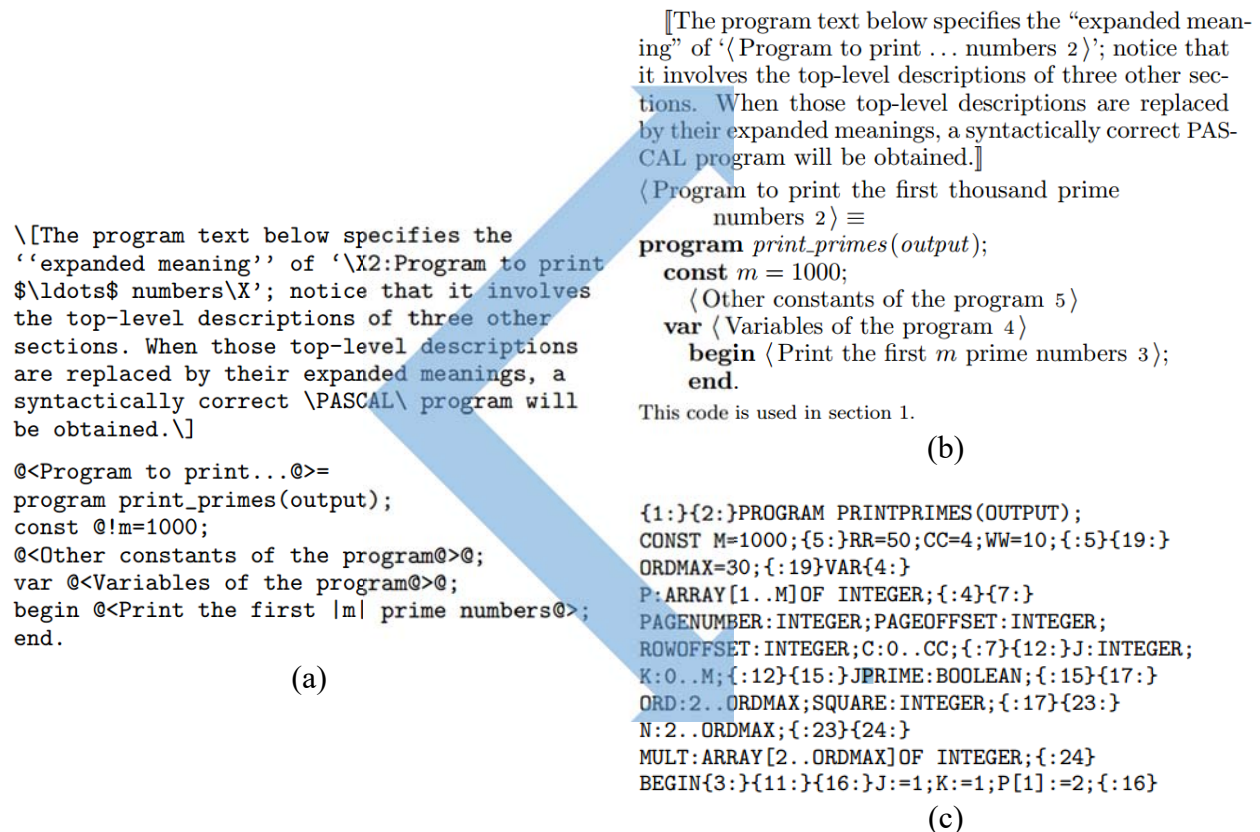 \[The program text below specifies the
‘‘expanded meaning’’ of ‘\X2:Program to print
$\ldots$ numbers\X’; notice that it involves
the top-level descriptions of three other
sections. When those top-level descriptions
are replaced by their expanded meanings, a
syntactically correct \PASCAL\ program will
be obtained.\]
@<Program to print...@>=
program print_primes(output);
const @!m=1000;
@<Other constants of the program@>@;
var @<Variables of the program@>@;
begin @<Print the first |m| prime numbers@>;
end.
(a)
⟦The program text below specifies the “expanded mean-
ing” of ‘⟨Program to print ... numbers 2⟩’; notice that
it involves the top-level descriptions of three other sec-
tions. When those top-level descriptions are replaced
by their expanded meanings, a syntactically correct PAS-
CAL program will be obtained.⟧
⟨Program to print the first thousand prime
numbers 2⟩ ≡
program print_primes(output);
const m = 1000;
⟨Other constants of the program 5⟩
var ⟨Variables of the program 4⟩
begin ⟨Print the first m prime numbers 3⟩;
end.
This code is used in section 1.
(b)
{1:}{2:}PROGRAM PRINTPRIMES(OUTPUT);
CONST M=1000;{5:}RR=50;CC=4;WW=10;{:5}{19:}
ORDMAX=30;{:19}VAR{4:}
P:ARRAY[1..M]OF INTEGER;{:4}{7:}
PAGENUMBER:INTEGER;PAGEOFFSET:INTEGER;
ROWOFFSET:INTEGER;C:0..CC;{:7}{12:}J:INTEGER;
K:0..M;{:12}{15:}JPRIME:BOOLEAN;{:15}{17:}
ORD:2..ORDMAX;SQUARE:INTEGER;{:17}{23:}
N:2..ORDMAX;{:23}{24:}
MULT:ARRAY[2..ORDMAX]OF INTEGER;{:24}
BEGIN{3:}{11:}{16:}J:=1;K:=1;P[1]:=2;{:16}
(c)